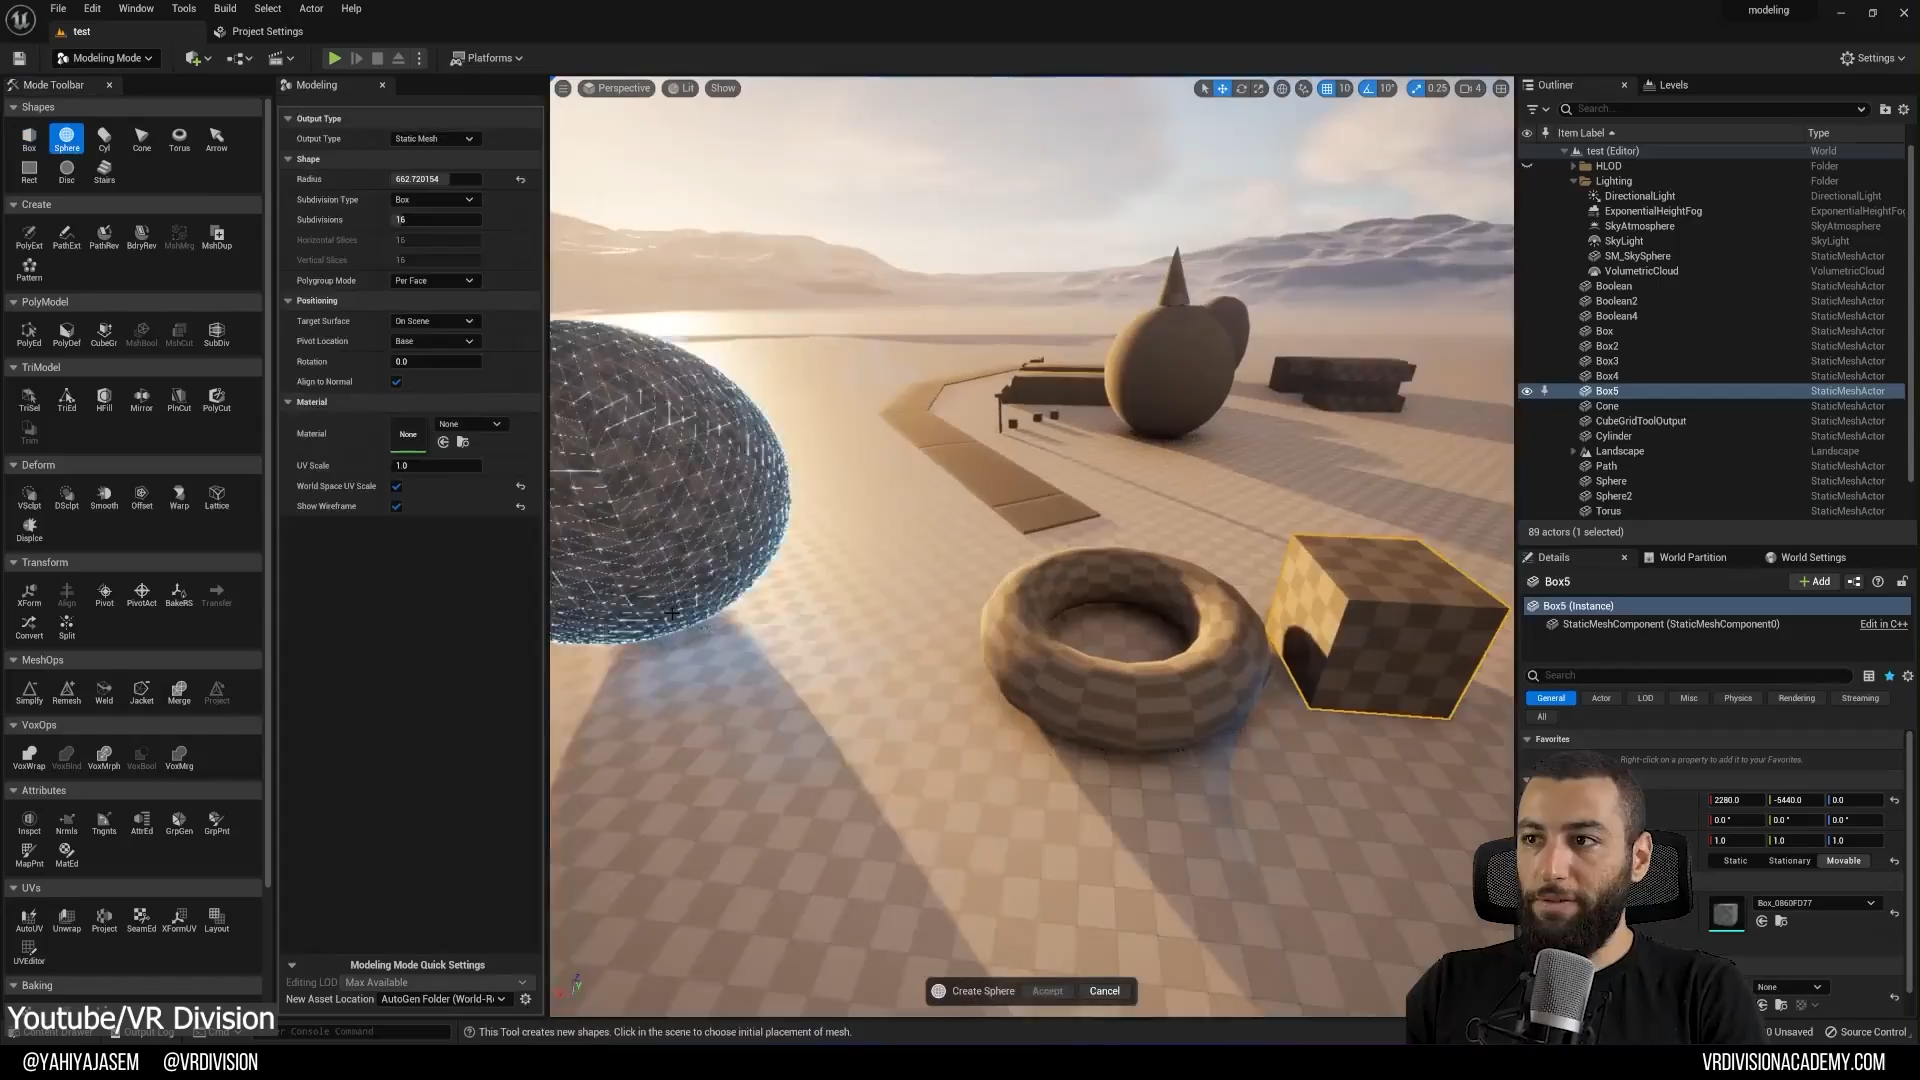 File Edit Window Tools Build Select Actor Help
modeling
test
Project Settings
Modeling Mode
Platforms
Settings
Mode Toolbar
Shapes
Box Sphere Cyl Cone Torus Arrow
Rect Disc Stairs
Create
PolyExt PathExt PathRev BdryRev MshMrg MshDup
Pattern
PolyModel
PolyEd PolyDef CubeGr MshBool MshCut SubDiv
TriModel
TriSel TriEd HFill Mirror PlnCut PolyCut
Trim
Deform
VSclpt DSclpt Smooth Offset Warp Lattice
Displce
Transform
XForm Align Pivot PivotAct BakeRS Transfer
Convert Split
MeshOps
Simplfy Remesh Weld Jacket Merge Project
VoxOps
VoxWrap VoxBlnd VoxMrph VoxBool VoxMrg
Attributes
Inspct Nrmls Tngnts AttrEd GrpGen GrpPnt
MapPnt MatEd
UVs
AutoUV Unwrap Project SeamEd XFormUV Layout
UVEditor
Baking
Modeling
Output Type
Output Type Static Mesh
Shape
Radius 662.720154
Subdivision Type Box
Subdivisions 16
Horizontal Slices 16
Vertical Slices 16
Polygroup Mode Per Face
Positioning
Target Surface On Scene
Pivot Location Base
Rotation 0.0
Align to Normal
Material
Material None None
UV Scale 1.0
World Space UV Scale
Show Wireframe
Modeling Mode Quick Settings
Editing LOD Max Available
New Asset Location AutoGen Folder (World-Re
Perspective Lit Show
10 10° 0.25 4
Create Sphere Accept Cancel
This Tool creates new shapes. Click in the scene to choose initial placement of mesh.
Outliner
Levels
Search...
Item Label Type
test (Editor) World
HLOD Folder
Lighting Folder
DirectionalLight DirectionalLight
ExponentialHeightFog ExponentialHeightFog
SkyAtmosphere SkyAtmosphere
SkyLight SkyLight
SM_SkySphere StaticMeshActor
VolumetricCloud VolumetricCloud
Boolean StaticMeshActor
Boolean2 StaticMeshActor
Boolean4 StaticMeshActor
Box StaticMeshActor
Box2 StaticMeshActor
Box3 StaticMeshActor
Box4 StaticMeshActor
Box5 StaticMeshActor
Cone StaticMeshActor
CubeGridToolOutput StaticMeshActor
Cylinder StaticMeshActor
Landscape Landscape
Path StaticMeshActor
Sphere StaticMeshActor
Sphere2 StaticMeshActor
Torus StaticMeshActor
89 actors (1 selected)
Details World Partition World Settings
Box5 Add
Box5 (Instance)
StaticMeshComponent (StaticMeshComponent0) Edit in C++
Search
General Actor LOD Misc Physics Rendering Streaming
All
Favorites
Right-click on a property to add it to your Favorites.
2280.0 -5440.0 0.0
0.0 ° 0.0 ° 0.0 °
1.0 1.0 1.0
Static Stationary Movable
Box_0860FD77
None
0 Unsaved Source Control
Youtube/VR Division
Content Drawer Output Log Cmd Console Command
@YAHIYAJASEM @VRDIVISION
VRDIVISIONACADEMY.COM